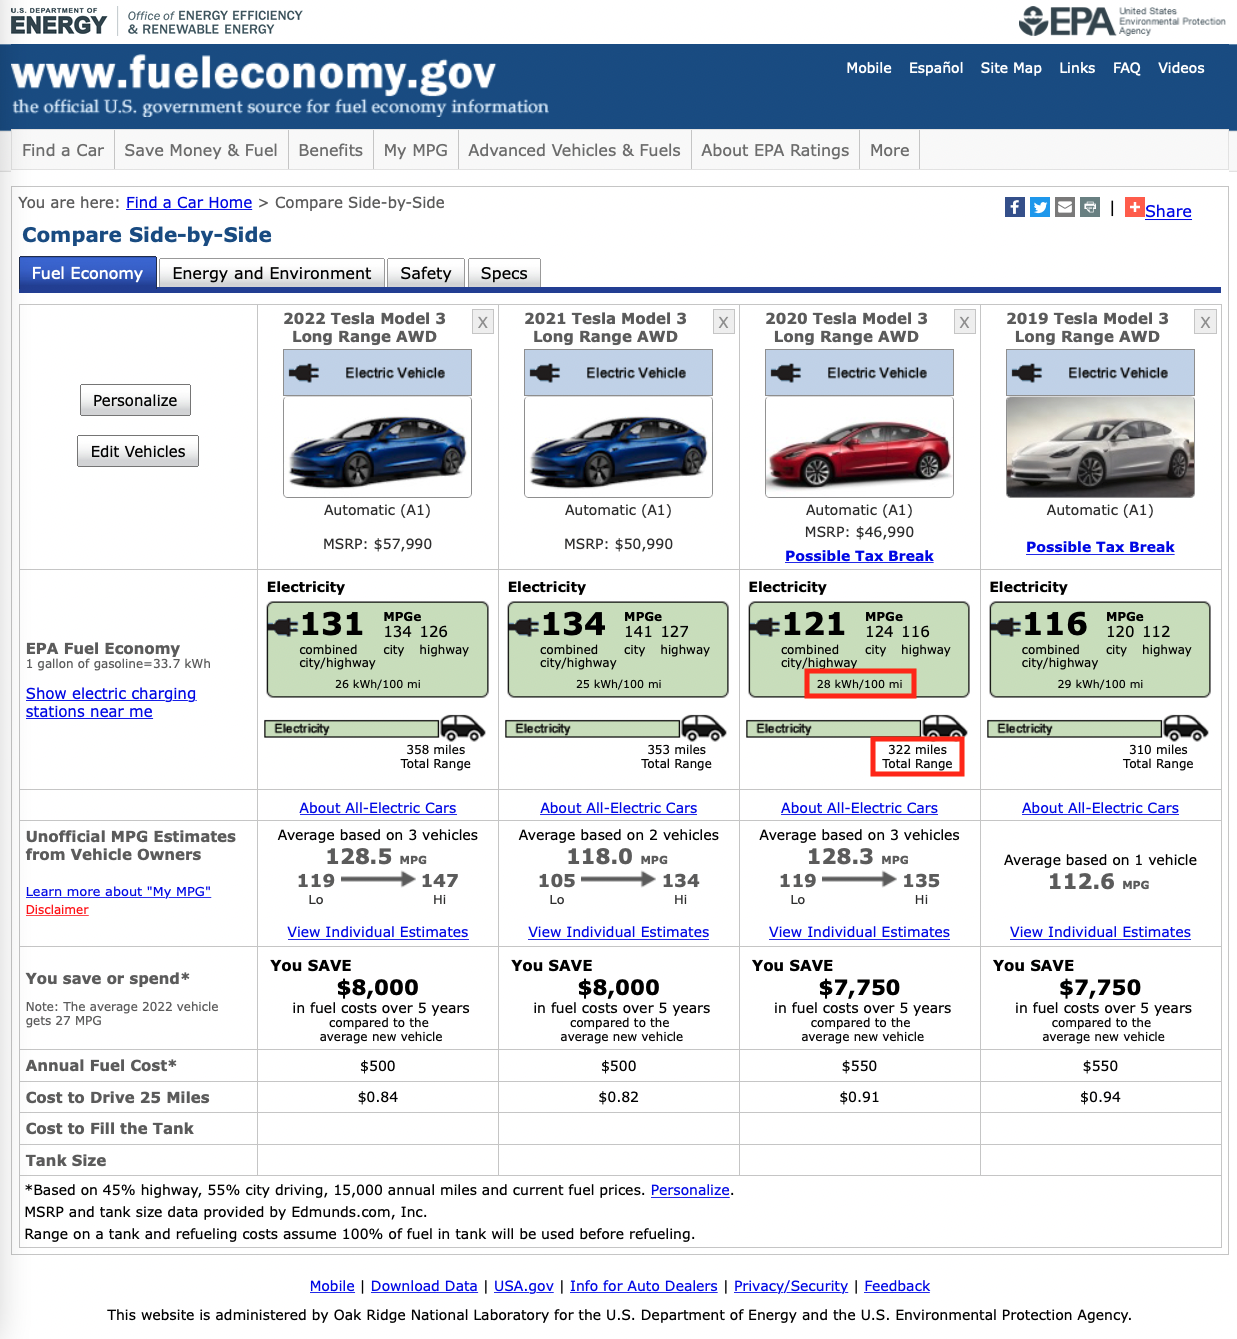 U.S. DEPARTMENT OF
ENERGY
Office of ENERGY EFFICIENCY
& RENEWABLE ENERGY
EPA
United States
Environmental Protection
Agency
www.fueleconomy.gov
the official U.S. government source for fuel economy information
Mobile Español Site Map Links FAQ Videos
Find a Car Save Money & Fuel Benefits My MPG Advanced Vehicles & Fuels About EPA Ratings More
You are here: Find a Car Home > Compare Side-by-Side
| Share
Compare Side-by-Side
Fuel Economy Energy and Environment Safety Specs
Personalize
Edit Vehicles
2022 Tesla Model 3
Long Range AWD
X
Electric Vehicle
Automatic (A1)
MSRP: $57,990
2021 Tesla Model 3
Long Range AWD
X
Electric Vehicle
Automatic (A1)
MSRP: $50,990
2020 Tesla Model 3
Long Range AWD
X
Electric Vehicle
Automatic (A1)
MSRP: $46,990
Possible Tax Break
2019 Tesla Model 3
Long Range AWD
X
Electric Vehicle
Automatic (A1)
Possible Tax Break
EPA Fuel Economy
1 gallon of gasoline=33.7 kWh
Show electric charging
stations near me
Electricity
131 MPGe
134 126
combined city highway
city/highway
26 kWh/100 mi
Electricity
358 miles
Total Range
Electricity
134 MPGe
141 127
combined city highway
city/highway
25 kWh/100 mi
Electricity
353 miles
Total Range
Electricity
121 MPGe
124 116
combined city highway
city/highway
28 kWh/100 mi
Electricity
322 miles
Total Range
Electricity
116 MPGe
120 112
combined city highway
city/highway
29 kWh/100 mi
Electricity
310 miles
Total Range
About All-Electric Cars About All-Electric Cars About All-Electric Cars About All-Electric Cars
Unofficial MPG Estimates
from Vehicle Owners
Learn more about "My MPG"
Disclaimer
Average based on 3 vehicles
128.5 MPG
119 147
Lo Hi
View Individual Estimates
Average based on 2 vehicles
118.0 MPG
105 134
Lo Hi
View Individual Estimates
Average based on 3 vehicles
128.3 MPG
119 135
Lo Hi
View Individual Estimates
Average based on 1 vehicle
112.6 MPG
View Individual Estimates
You save or spend*
Note: The average 2022 vehicle
gets 27 MPG
You SAVE
$8,000
in fuel costs over 5 years
compared to the
average new vehicle
You SAVE
$8,000
in fuel costs over 5 years
compared to the
average new vehicle
You SAVE
$7,750
in fuel costs over 5 years
compared to the
average new vehicle
You SAVE
$7,750
in fuel costs over 5 years
compared to the
average new vehicle
Annual Fuel Cost* $500 $500 $550 $550
Cost to Drive 25 Miles $0.84 $0.82 $0.91 $0.94
Cost to Fill the Tank
Tank Size
*Based on 45% highway, 55% city driving, 15,000 annual miles and current fuel prices. Personalize.
MSRP and tank size data provided by Edmunds.com, Inc.
Range on a tank and refueling costs assume 100% of fuel in tank will be used before refueling.
Mobile | Download Data | USA.gov | Info for Auto Dealers | Privacy/Security | Feedback
This website is administered by Oak Ridge National Laboratory for the U.S. Department of Energy and the U.S. Environmental Protection Agency.